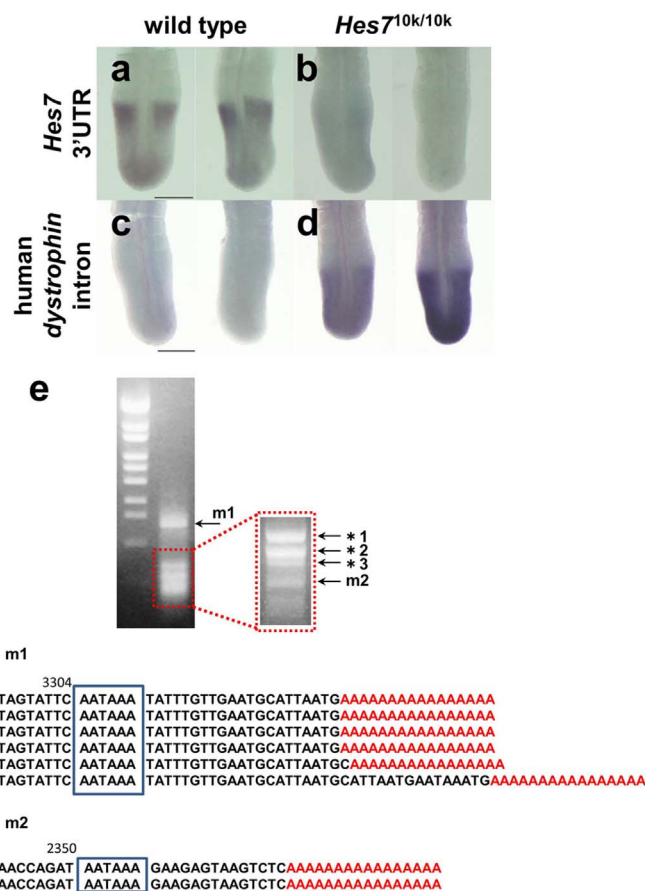 wild type
Hes7 10k/10k
Hes7 3'UTR
a
b
human dystrophin intron
c
d
e
m1
*1
*2
*3
m2
m1
3304
TAGTATTC AATAAA TATTTGTTGAATGCATTAATGAAAAAAAAAAAAAAAA
TAGTATTC AATAAA TATTTGTTGAATGCATTAATGAAAAAAAAAAAAAAAA
TAGTATTC AATAAA TATTTGTTGAATGCATTAATGAAAAAAAAAAAAAAAA
TAGTATTC AATAAA TATTTGTTGAATGCATTAATGAAAAAAAAAAAAAAAA
TAGTATTC AATAAA TATTTGTTGAATGCATTAATGCAAAAAAAAAAAAAAAA
TAGTATTC AATAAA TATTTGTTGAATGCATTAATGCATTAATGAATAAATGAAAAAAAAAAAAAAAA
m2
2350
AACCAGAT AATAAA GAAGAGTAAGTCTCAAAAAAAAAAAAAAAA
AACCAGAT AATAAA GAAGAGTAAGTCTCAAAAAAAAAAAAAAAA